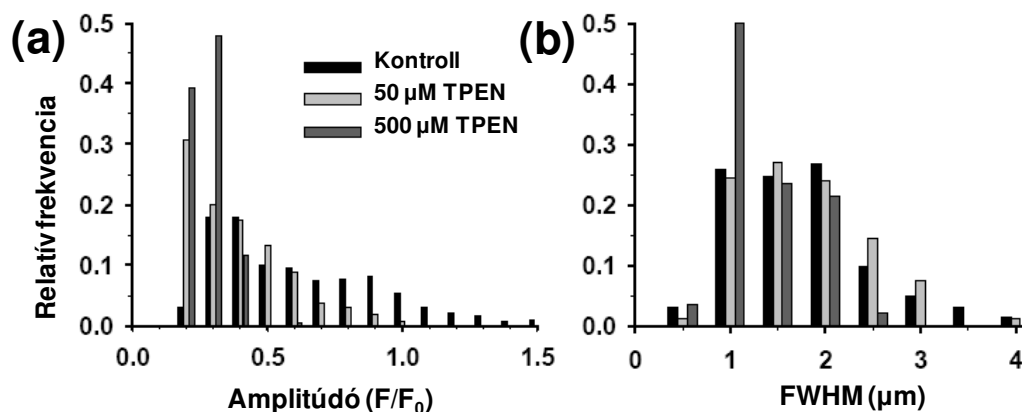 (a)
Relatív frekvencia
0.5
0.4
0.3
0.2
0.1
0.0
Kontroll
50 µM TPEN
500 µM TPEN
0.0 0.5 1.0 1.5
Amplitúdó (F/F0)
(b)
0.5
0.4
0.3
0.2
0.1
0.0
0 1 2 3 4
FWHM (µm)